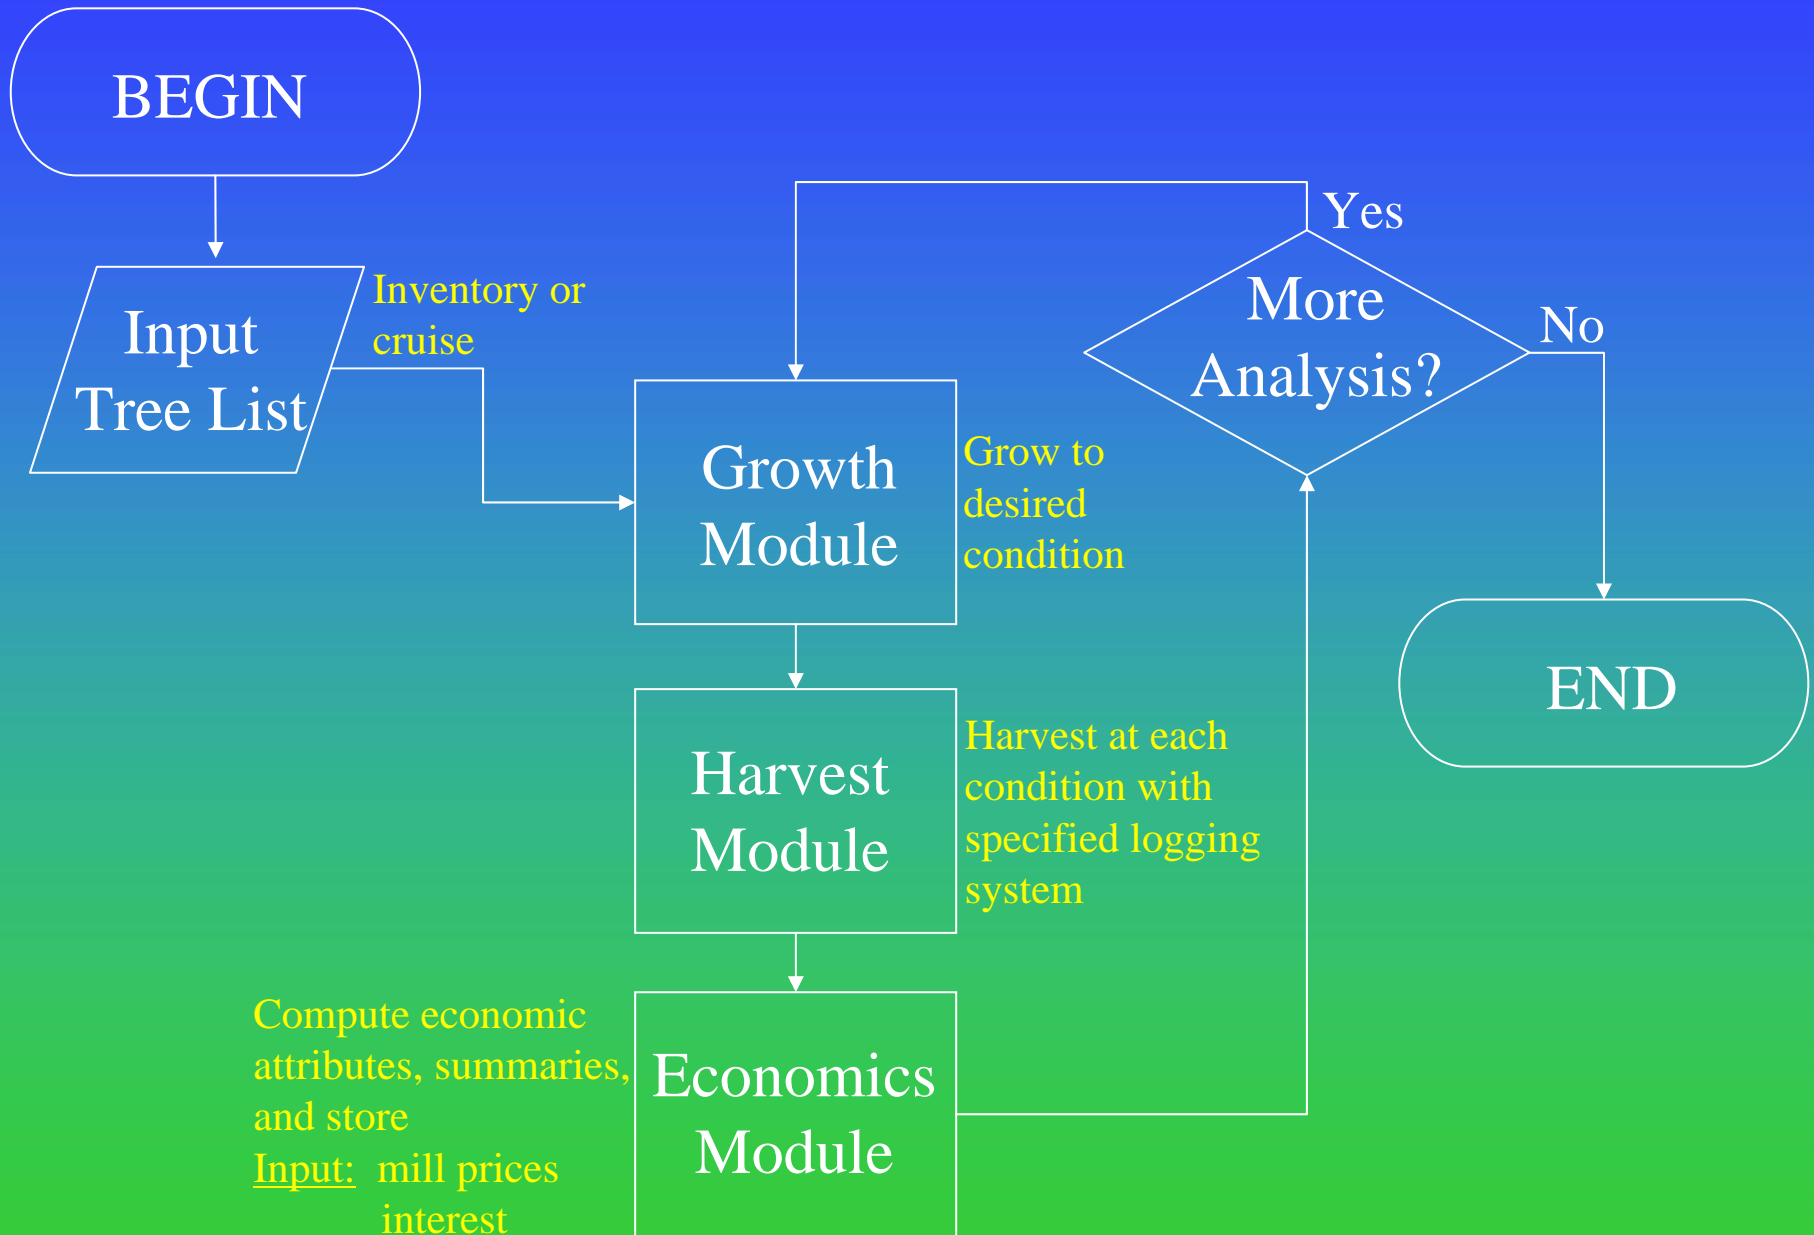 BEGIN
Input
Tree List
Inventory or
cruise
Growth
Module
Grow to
desired
condition
Harvest
Module
Harvest at each
condition with
specified logging
system
Economics
Module
Compute economic
attributes, summaries,
and store
Input:  mill prices
interest
More
Analysis?
Yes
No
END